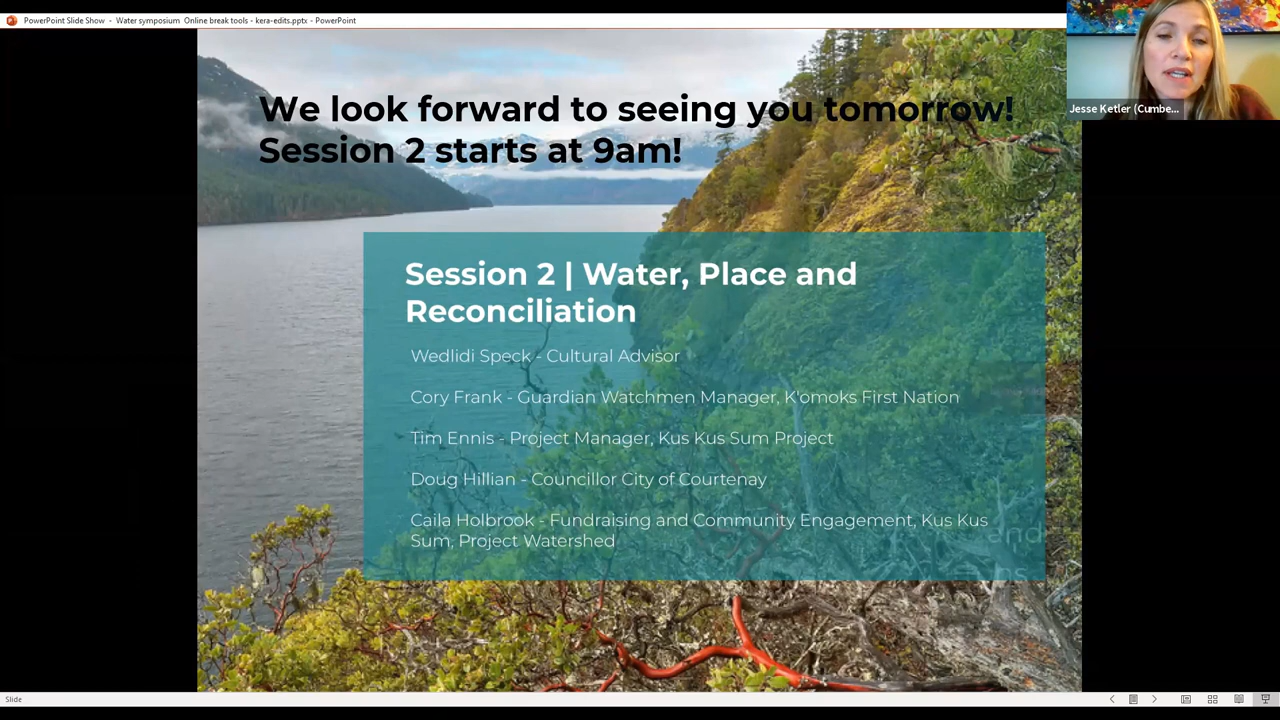 PowerPoint Slide Show - Water symposium Online break tools - kera-edits.pptx - PowerPoint
Jesse Ketler (Cumbe...
We look forward to seeing you tomorrow!
Session 2 starts at 9am!
Session 2 | Water, Place and
Reconciliation
Wedlidi Speck - Cultural Advisor
Cory Frank - Guardian Watchmen Manager, K'omoks First Nation
Tim Ennis - Project Manager, Kus Kus Sum Project
Doug Hillian - Councillor City of Courtenay
Caila Holbrook - Fundraising and Community Engagement, Kus Kus
Sum, Project Watershed
and
Slide